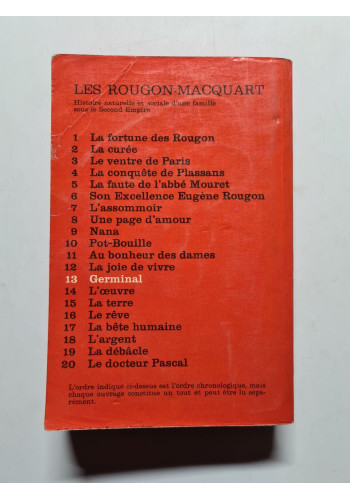 LES ROUGON-MACQUART
Histoire naturelle et sociale d'une famille
sous le Second Empire
1 La fortune des Rougon
2 La curée
3 Le ventre de Paris
4 La conquête de Plassans
5 La faute de l'abbé Mouret
6 Son Excellence Eugène Rougon
7 L'assommoir
8 Une page d'amour
9 Nana
10 Pot-Bouille
11 Au bonheur des dames
12 La joie de vivre
13 Germinal
14 L'œuvre
15 La terre
16 Le rêve
17 La bête humaine
18 L'argent
19 La débâcle
20 Le docteur Pascal
L'ordre indiqué ci-dessus est l'ordre chronologique, mais
chaque ouvrage constitue un tout et peut être lu sépa-
rément.